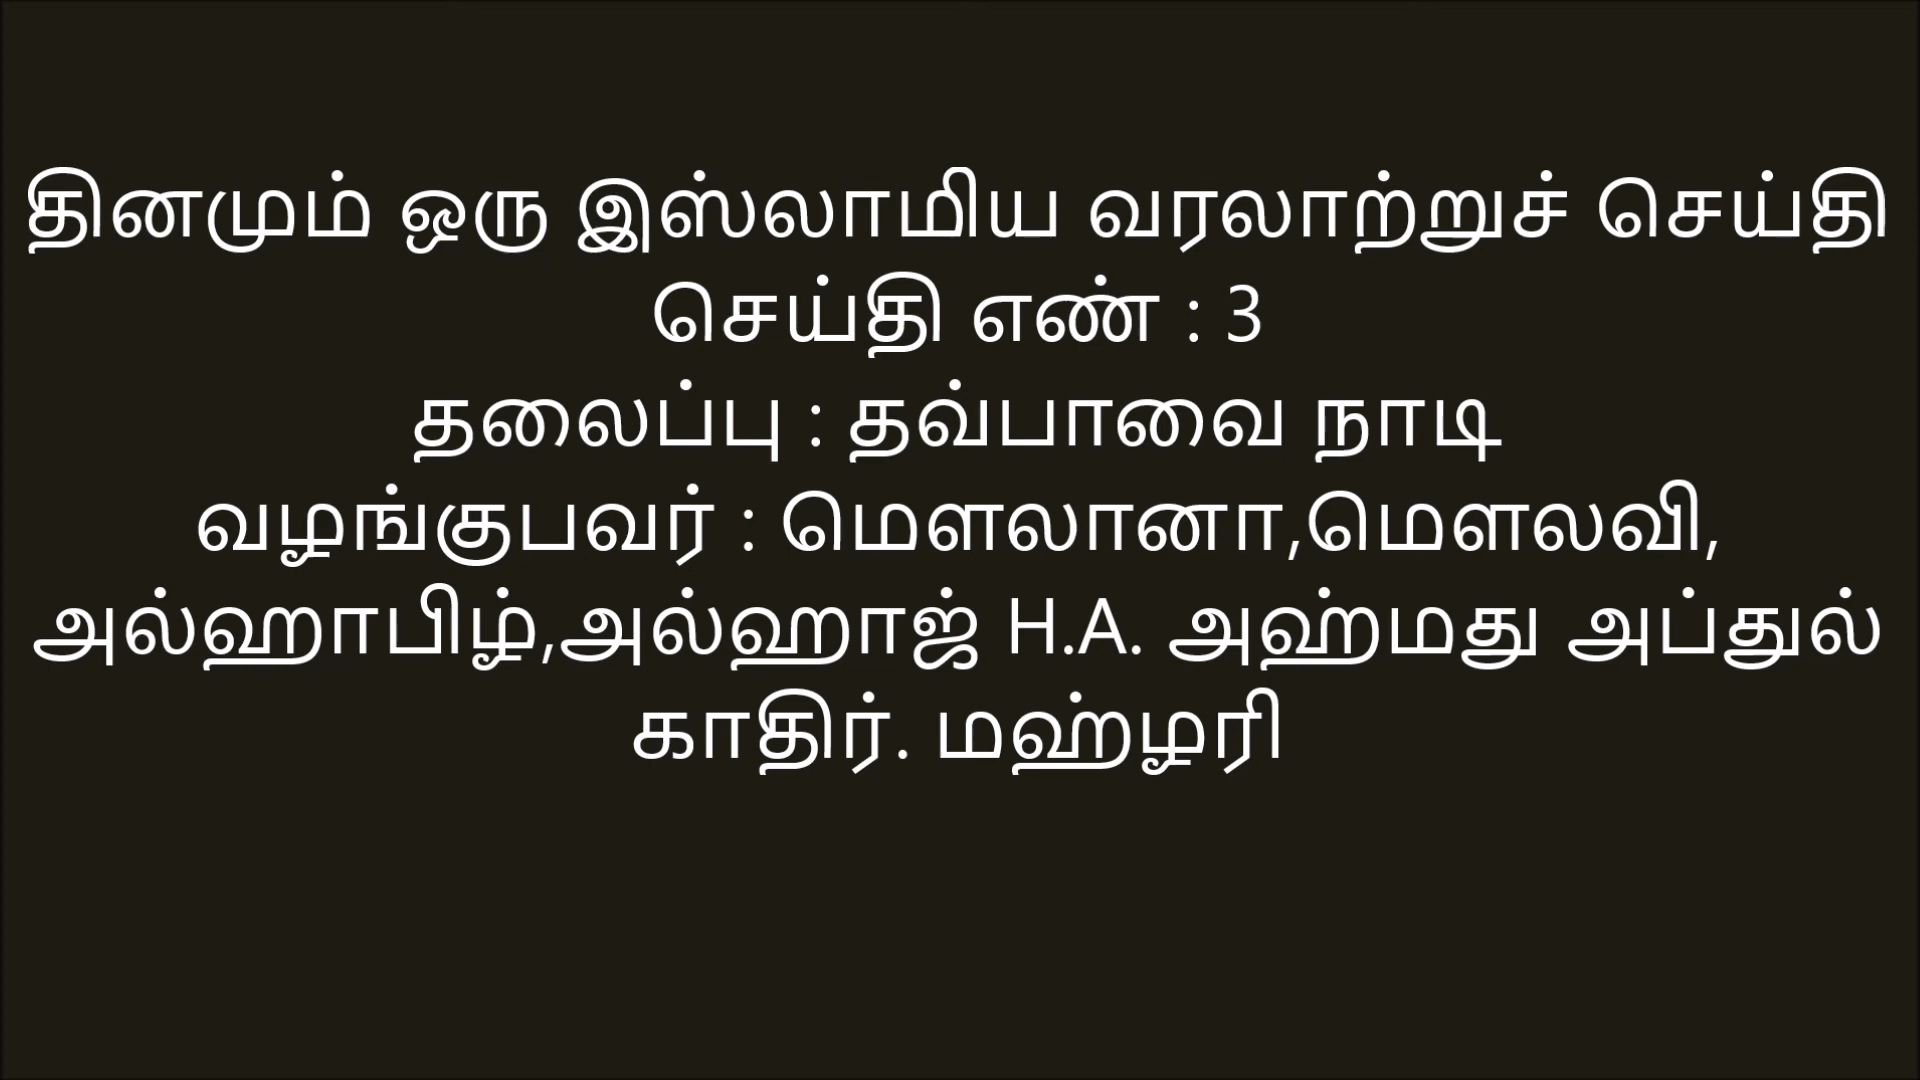 தினமும் ஒரு இஸ்லாமிய வரலாற்றுச் செய்தி
செய்தி எண் : 3
தலைப்பு : தவ்பாவை நாடி
வழங்குபவர் : மௌலானா,மௌலவி,
அல்ஹாபிழ்,அல்ஹாஜ் H.A. அஹ்மது அப்துல்
காதிர். மஹ்ழரி